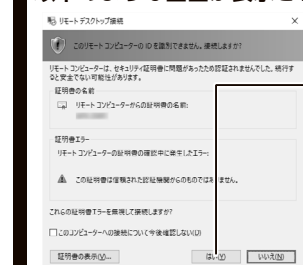 リモート デスクトップ接続
このリモート コンピューターの ID を識別できません。接続しますか?
リモート コンピューターは、セキュリティ証明書に問題があったため認証されませんでした。続行す
ると安全でない可能性があります。
証明書の名前
リモート コンピューターからの証明書の名前:
証明書エラー
リモート コンピューターの証明書の確認中に発生したエラー:
この証明書は信頼された認証機関からのものではありません。
これらの証明書エラーを無視して接続しますか?
このコンピューターへの接続について今後確認しない(D)
証明書の表示(V)...
はい(Y)
いいえ(N)